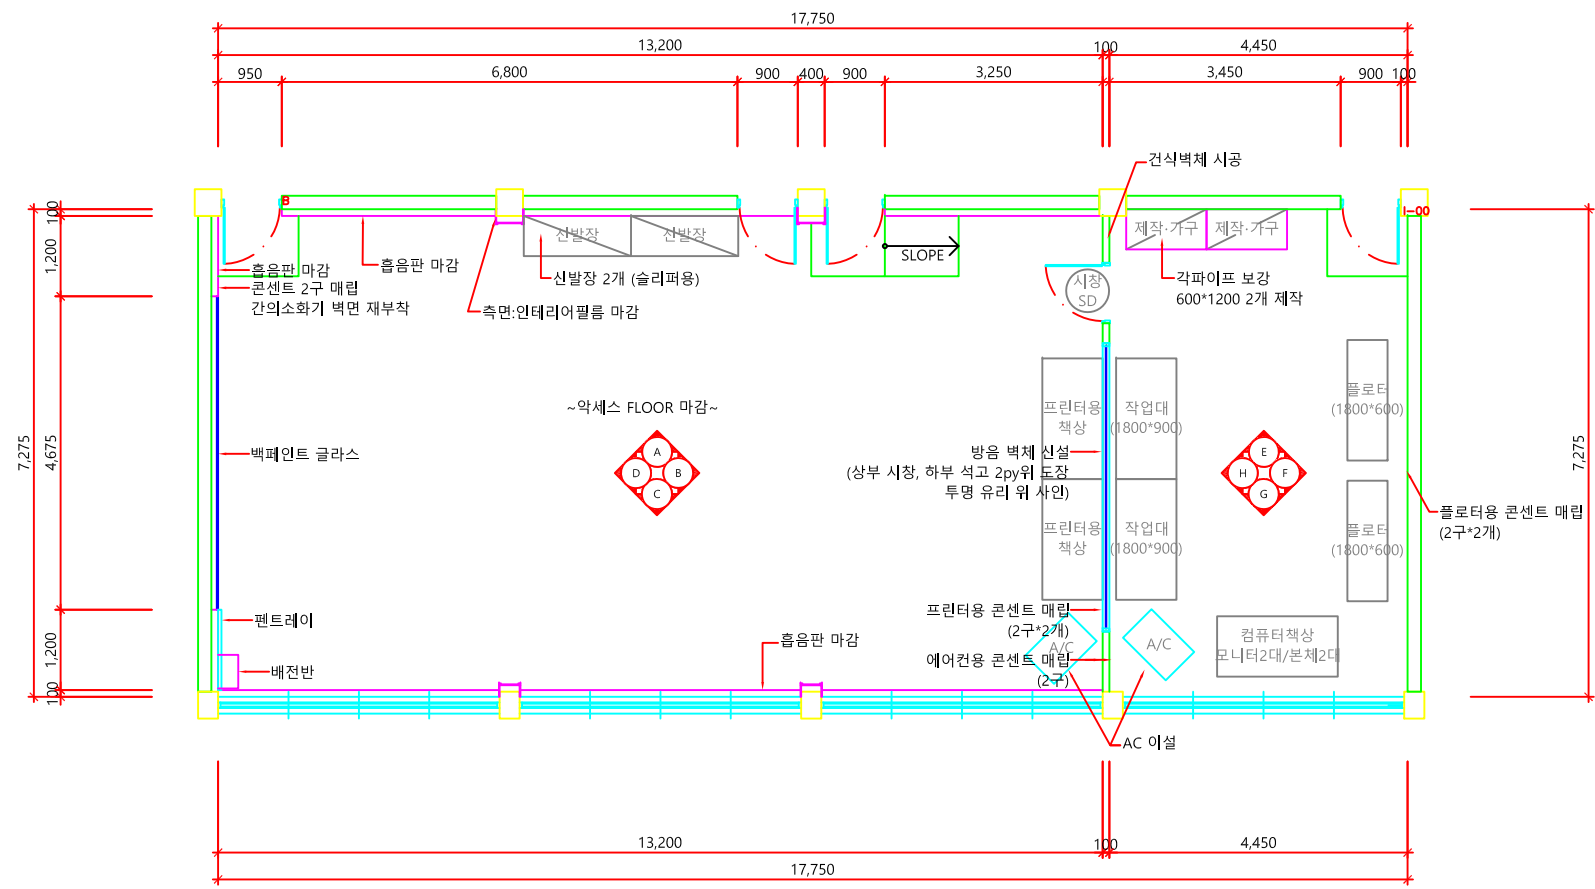 17,750
13,200
100
4,450
950
6,800
900
400
900
3,250
3,450
900
100
건식벽체 시공
B
1-00
신발장
신발장
제작·가구
제작·가구
SLOPE
흡음판 마감
흡음판 마감
콘센트 2구 매립
간의소화기 벽면 재부착
신발장 2개 (슬리퍼용)
측면:인테리어필름 마감
시창
SD
각파이프 보강
600*1200 2개 제작
100
1,200
4,675
7,275
1,200
100
7,275
~악세스 FLOOR 마감~
A
D
B
C
백페인트 글라스
프린터용
책상
작업대
(1800*900)
플로터
(1800*600)
방음 벽체 신설
(상부 시창, 하부 석고 2py위 도장
투명 유리 위 사인)
E
H
F
G
프린터용
책상
작업대
(1800*900)
플로터
(1800*600)
플로터용 콘센트 매립
(2구*2개)
펜트레이
배전반
흡음판 마감
프린터용 콘센트 매립
(2구*2개)
A/C
에어컨용 콘센트 매립
(2구)
A/C
컴퓨터책상
모니터2대/본체2대
AC 이설
13,200
100
4,450
17,750